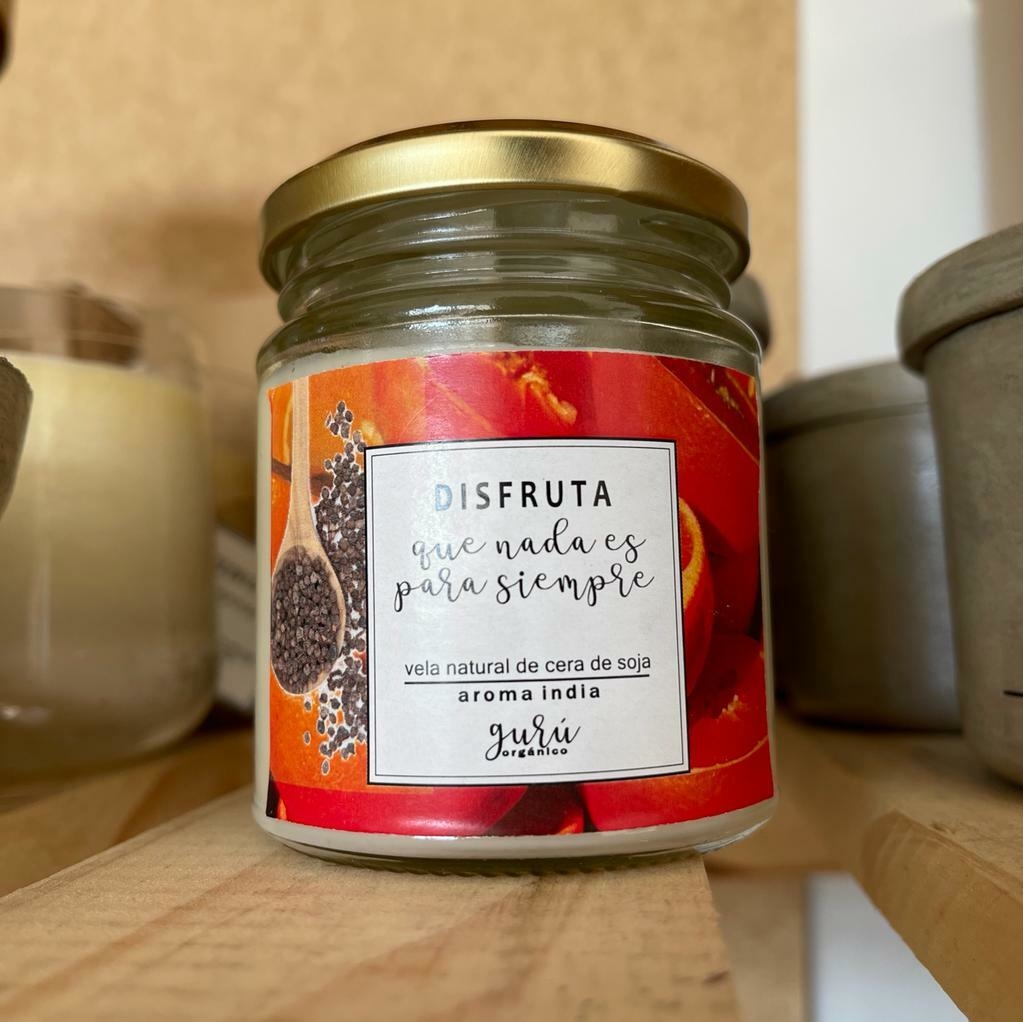 DISFRUTA
que nada es
para siempre
vela natural de cera de soja
aroma india
gurú
orgánico